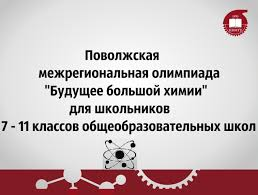 Поволжская
межрегиональная олимпиада
"Будущее большой химии"
для школьников
7 - 11 классов общеобразовательных школ